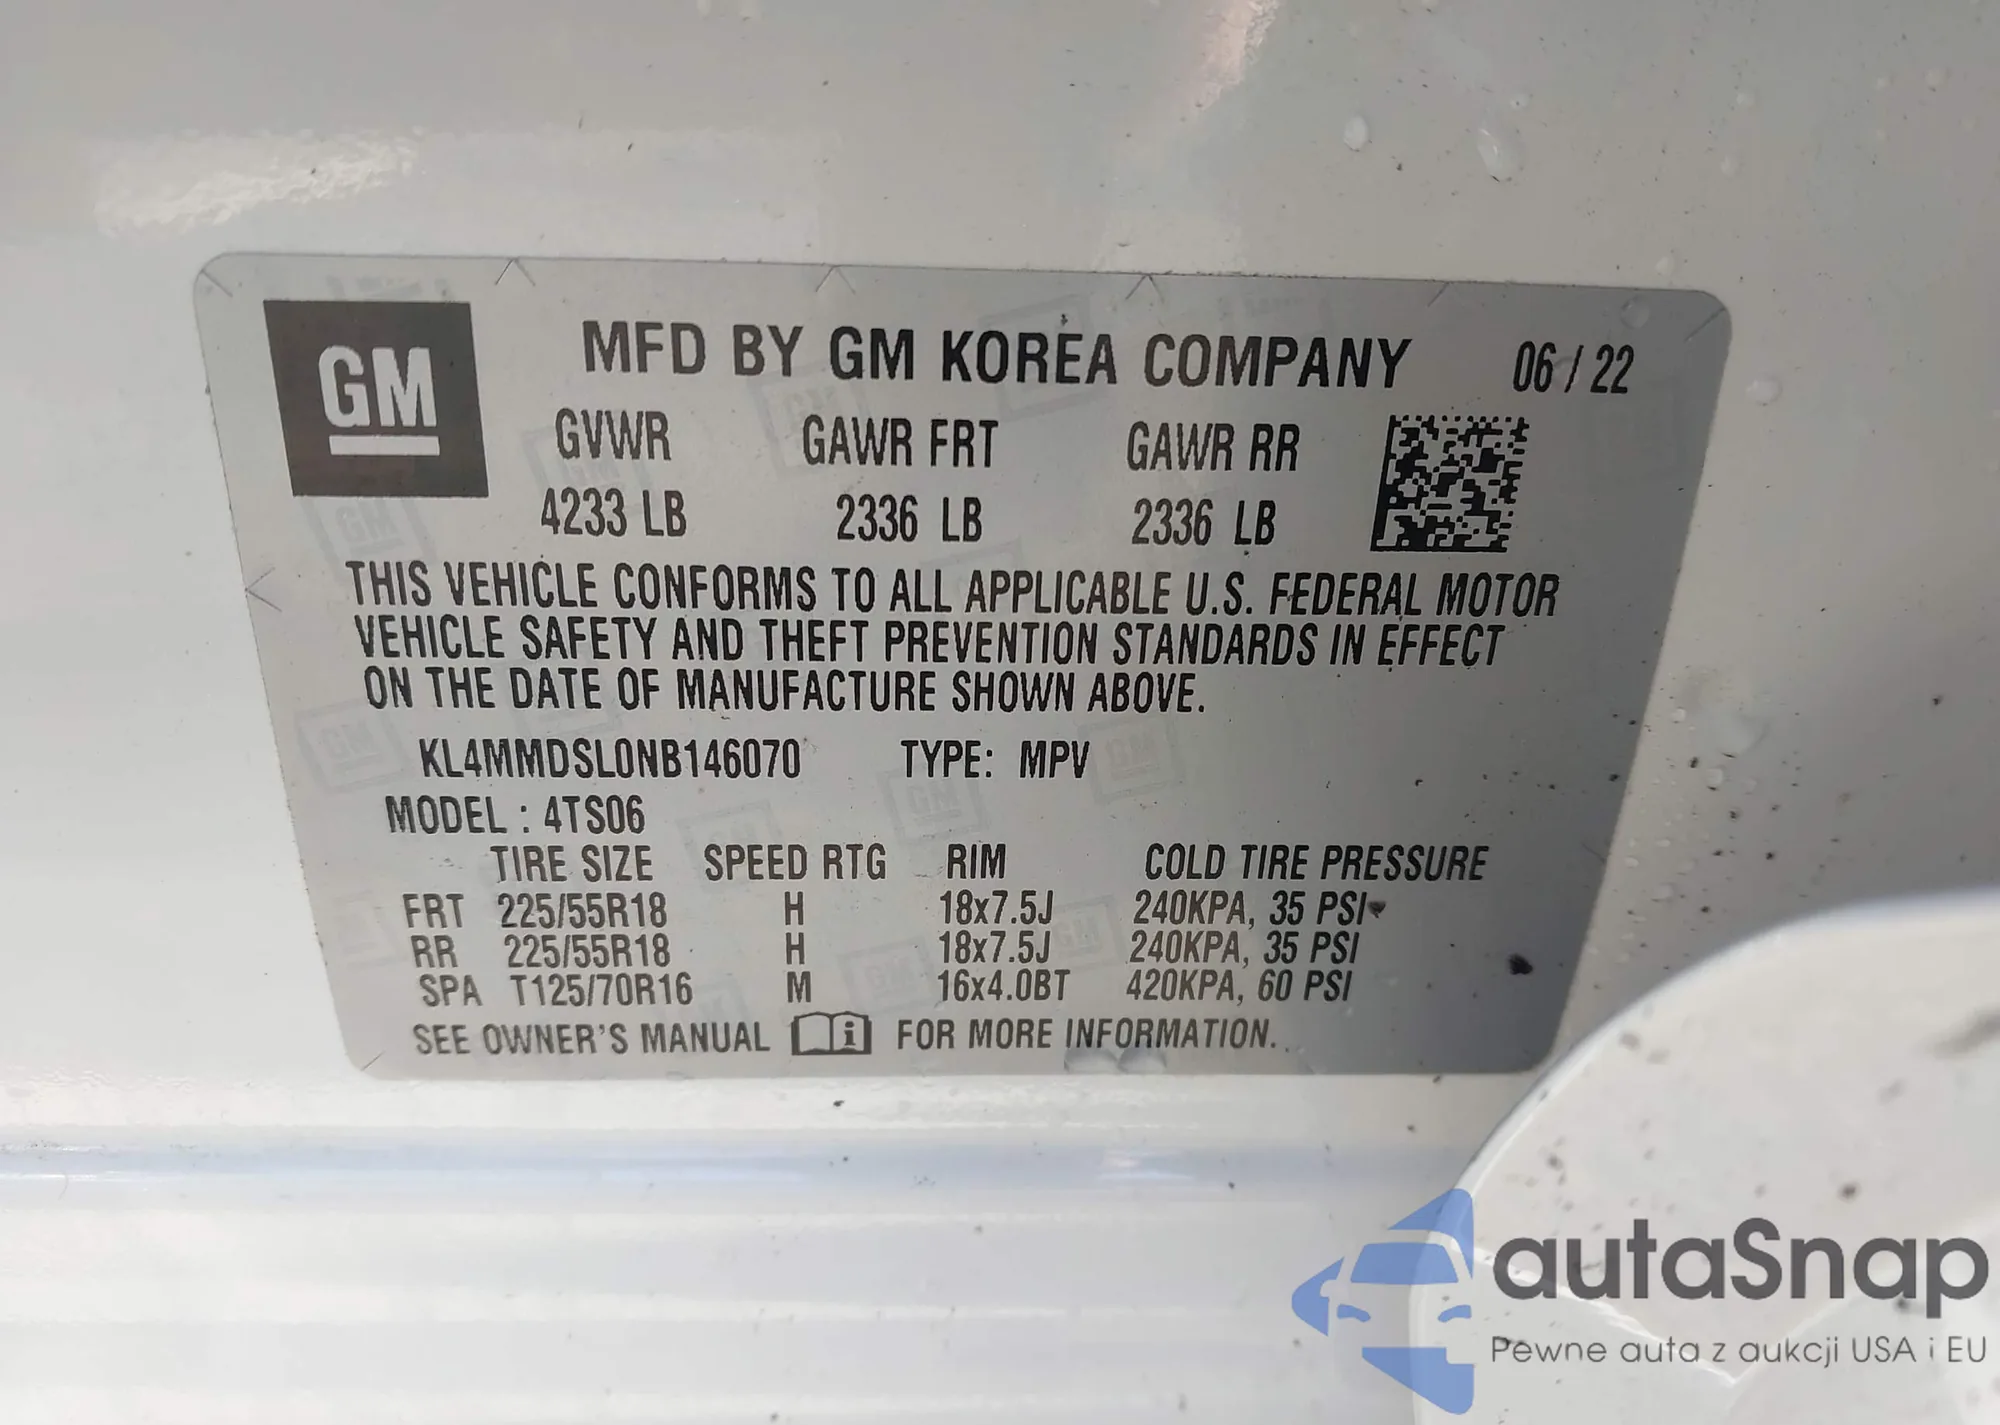 GM
MFD BY GM KOREA COMPANY 06 / 22
GVWR GAWR FRT GAWR RR
4233 LB 2336 LB 2336 LB
THIS VEHICLE CONFORMS TO ALL APPLICABLE U.S. FEDERAL MOTOR
VEHICLE SAFETY AND THEFT PREVENTION STANDARDS IN EFFECT
ON THE DATE OF MANUFACTURE SHOWN ABOVE.
KL4MMDSL0NB146070 TYPE: MPV
MODEL : 4TS06
TIRE SIZE SPEED RTG RIM COLD TIRE PRESSURE
FRT 225/55R18 H 18x7.5J 240KPA, 35 PSI
RR 225/55R18 H 18x7.5J 240KPA, 35 PSI
SPA T125/70R16 M 16x4.0BT 420KPA, 60 PSI
SEE OWNER'S MANUAL i FOR MORE INFORMATION.
autaSnap
Pewne auta z aukcji USA i EU